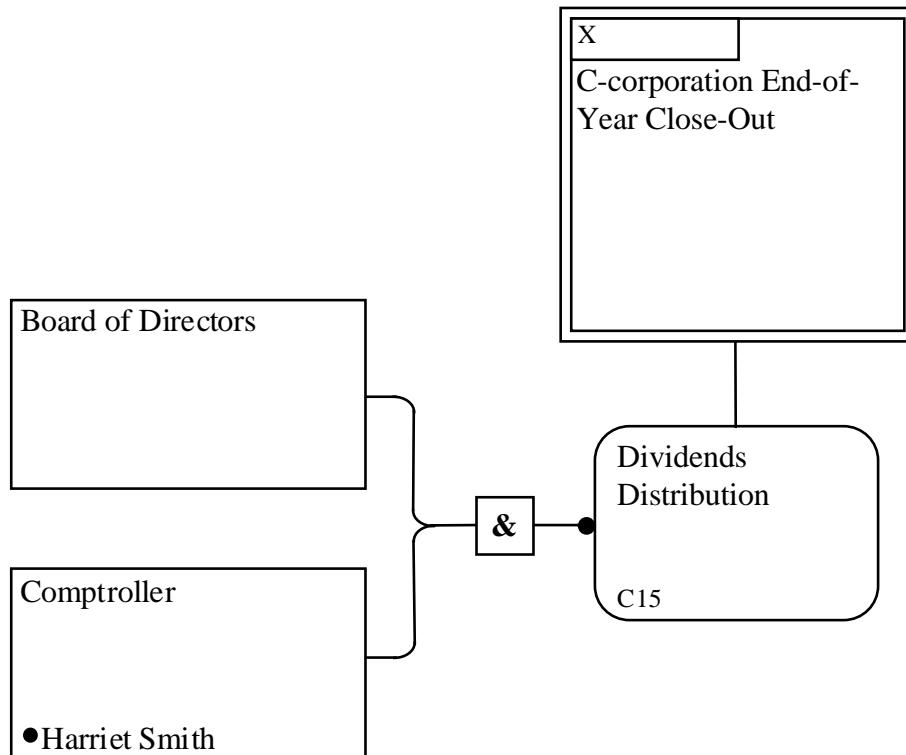 X
C-corporation End-of-
Year Close-Out
Board of Directors
Dividends
Distribution
&
Comptroller
C15
●Harriet Smith